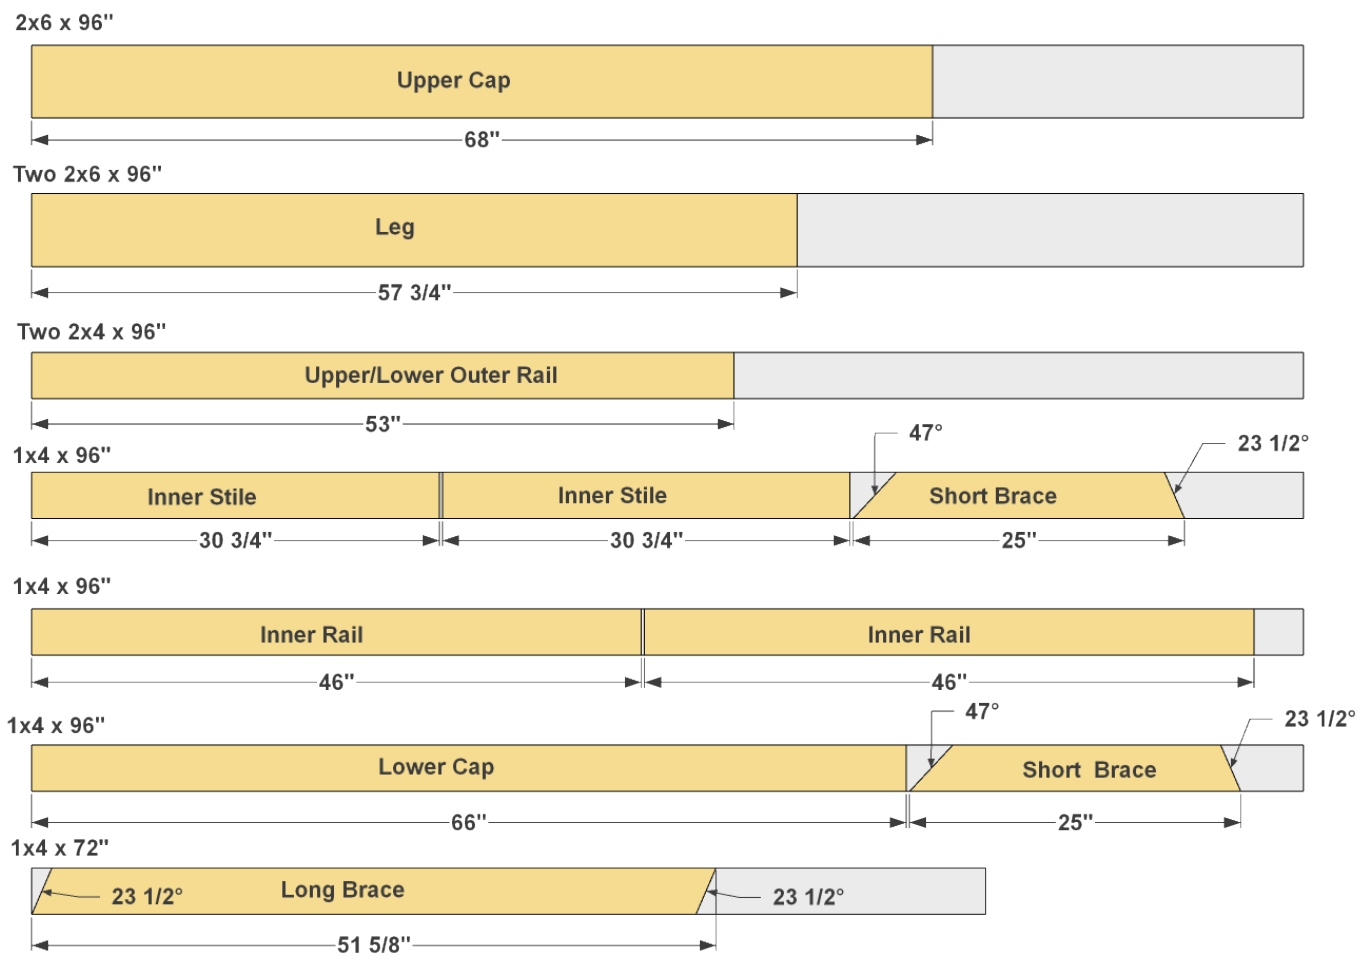 2x6 x 96"
Upper Cap
68"
Two 2x6 x 96"
Leg
57 3/4"
Two 2x4 x 96"
Upper/Lower Outer Rail
53"
1x4 x 96"
47°
23 1/2°
Inner Stile
Inner Stile
Short Brace
30 3/4"
30 3/4"
25"
1x4 x 96"
Inner Rail
Inner Rail
46"
46"
1x4 x 96"
47°
23 1/2°
Lower Cap
Short Brace
66"
25"
1x4 x 72"
23 1/2°
Long Brace
23 1/2°
51 5/8"